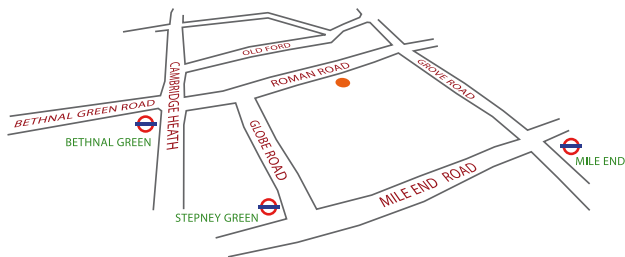 OLD FORD
ROMAN ROAD
GROVE ROAD
CAMBRIDGE HEATH
BETHNAL GREEN ROAD
BETHNAL GREEN
GLOBE ROAD
MILE END
MILE END ROAD
STEPNEY GREEN